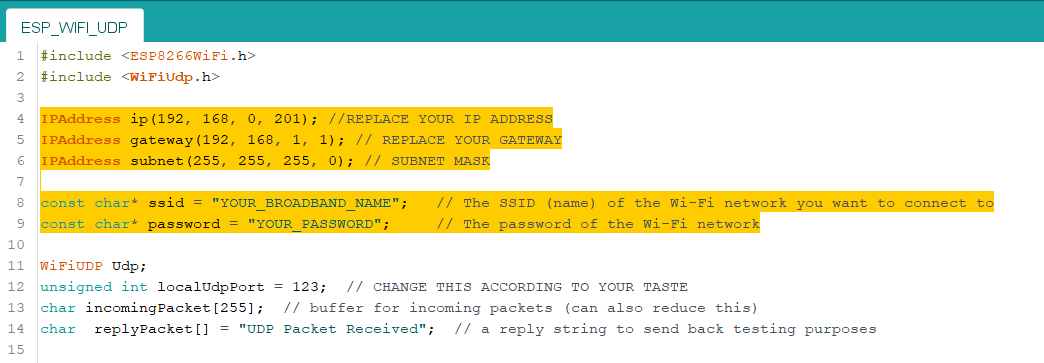 ESP_WIFI_UDP
1 #include <ESP8266WiFi.h>
2 #include <WiFiUdp.h>
3
4 IPAddress ip(192, 168, 0, 201); //REPLACE YOUR IP ADDRESS
5 IPAddress gateway(192, 168, 1, 1); // REPLACE YOUR GATEWAY
6 IPAddress subnet(255, 255, 255, 0); // SUBNET MASK
7
8 const char* ssid = "YOUR_BROADBAND_NAME";   // The SSID (name) of the Wi-Fi network you want to connect to
9 const char* password = "YOUR_PASSWORD";     // The password of the Wi-Fi network
10
11 WiFiUDP Udp;
12 unsigned int localUdpPort = 123;  // CHANGE THIS ACCORDING TO YOUR TASTE
13 char incomingPacket[255];  // buffer for incoming packets (can also reduce this)
14 char  replyPacket[] = "UDP Packet Received";  // a reply string to send back testing purposes
15